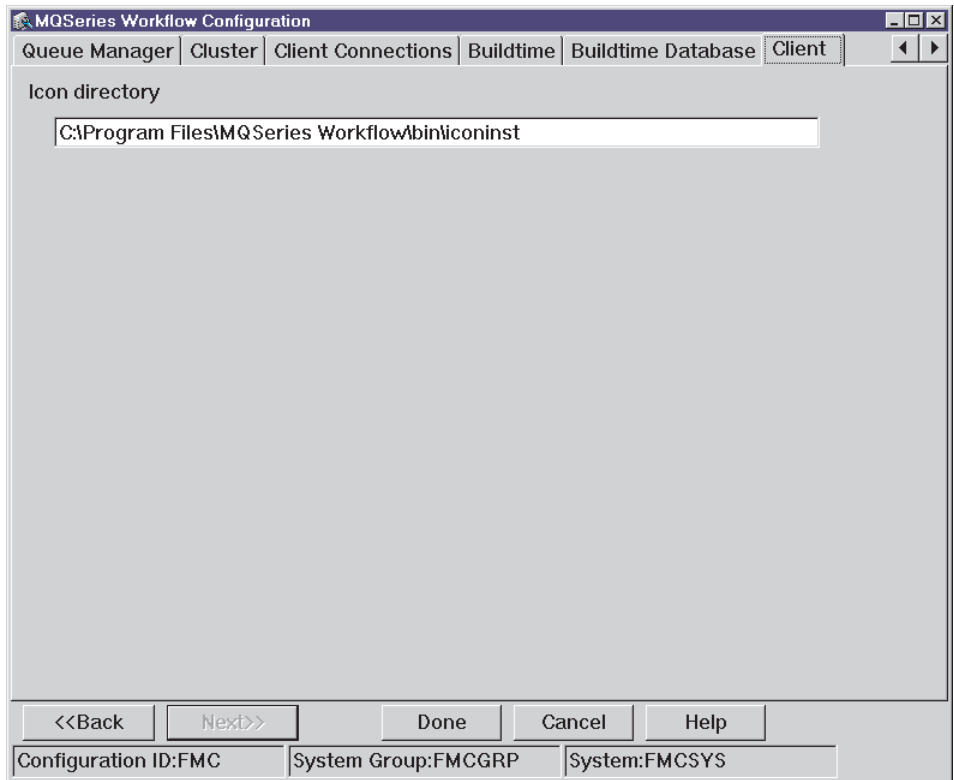 MQSeries Workflow Configuration
Queue Manager Cluster Client Connections Buildtime Buildtime Database Client
Icon directory
C:\Program Files\MQSeries Workflow\bin\iconinst
<<Back Next>> Done Cancel Help
Configuration ID:FMC System Group:FMCGRP System:FMCSYS